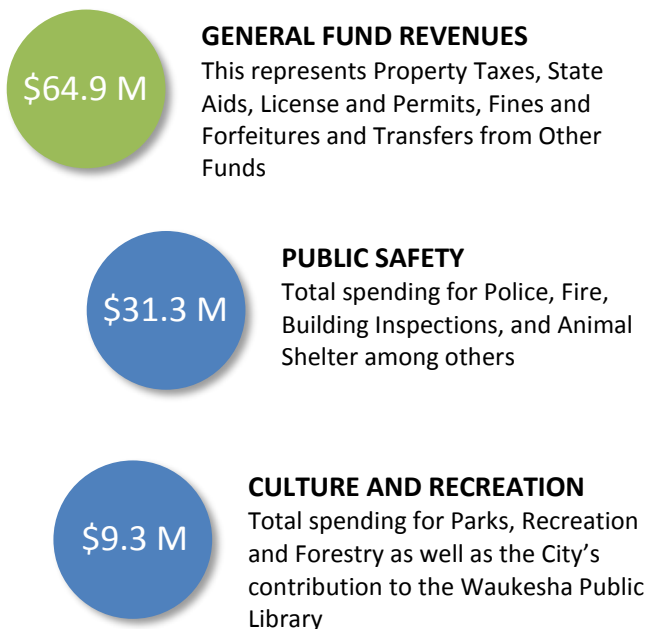 $64.9 M
GENERAL FUND REVENUES
This represents Property Taxes, State
Aids, License and Permits, Fines and
Forfeitures and Transfers from Other
Funds
$31.3 M
PUBLIC SAFETY
Total spending for Police, Fire,
Building Inspections, and Animal
Shelter among others
$9.3 M
CULTURE AND RECREATION
Total spending for Parks, Recreation
and Forestry as well as the City’s
contribution to the Waukesha Public
Library